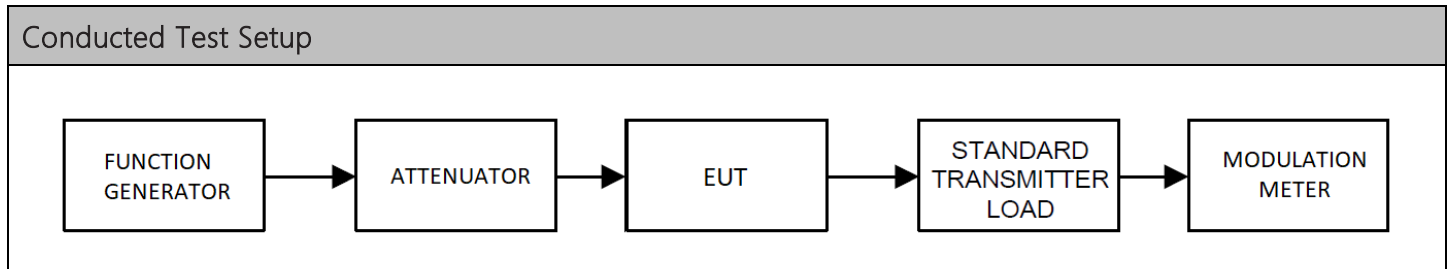 Conducted Test Setup
FUNCTION
GENERATOR
ATTENUATOR
EUT
STANDARD
TRANSMITTER
LOAD
MODULATION
METER